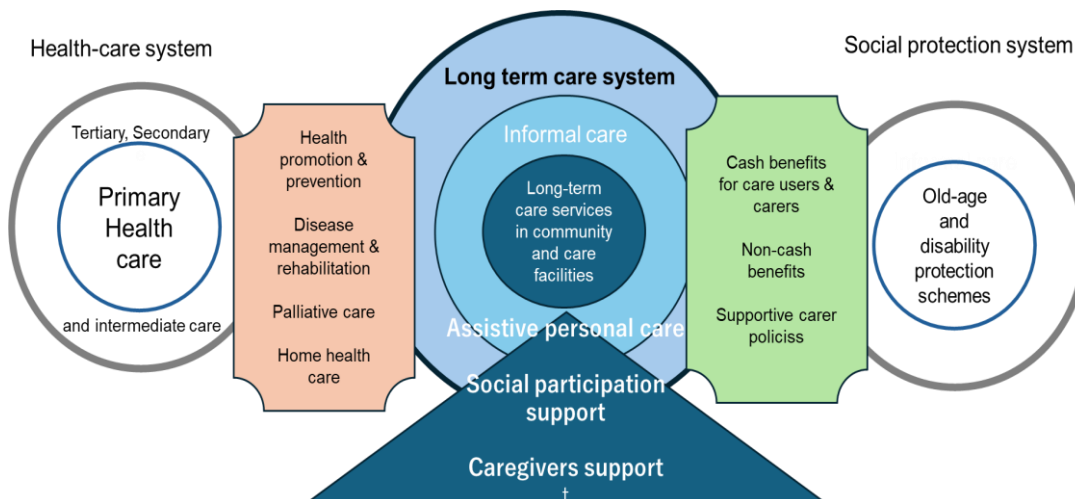 Health-care system
Tertiary, Secondary
Primary
Health
care
and intermediate care
Health
promotion &
prevention
Disease
management &
rehabilitation
Palliative care
Home health
care
Long term care system
Informal care
Long-term
care services
in community
and care
facilities
Assistive personal care
Social participation
support
Caregivers support
t
Cash benefits
for care users &
carers
Non-cash
benefits
Supportive carer
policiss
Social protection system
Old-age
and
disability
protection
schemes